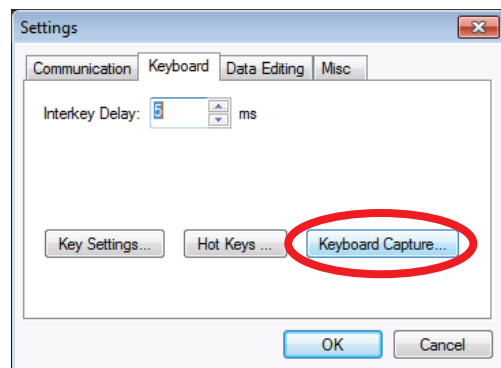 Settings
Communication Keyboard Data Editing Misc
Interkey Delay: 5 ms
Key Settings... Hot Keys ... Keyboard Capture...
OK Cancel